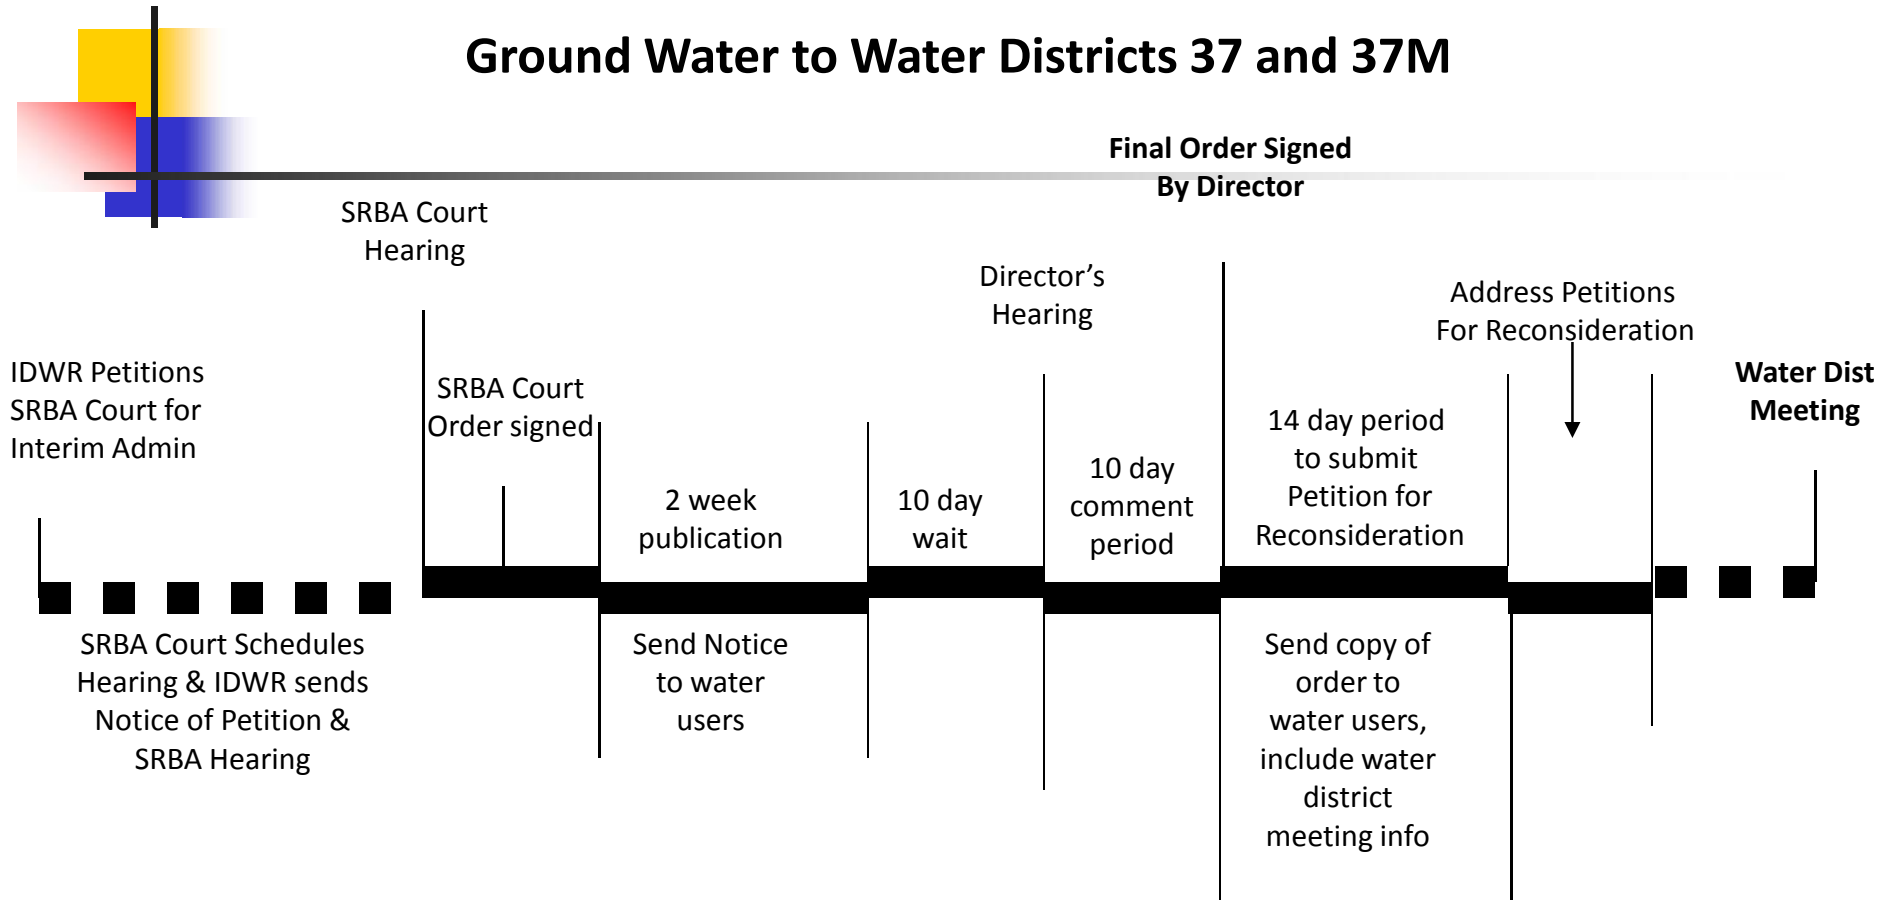 Ground Water to Water Districts 37 and 37M
Final Order Signed
By Director
SRBA Court
Hearing
Director’s
Hearing
Address Petitions
For Reconsideration
IDWR Petitions
SRBA Court for
Interim Admin
SRBA Court
Order signed
Water Dist
Meeting
2 week
publication
10 day
wait
10 day
comment
period
14 day period
to submit
Petition for
Reconsideration
SRBA Court Schedules
Hearing & IDWR sends
Notice of Petition &
SRBA Hearing
Send Notice
to water
users
Send copy of
order to
water users,
include water
district
meeting info